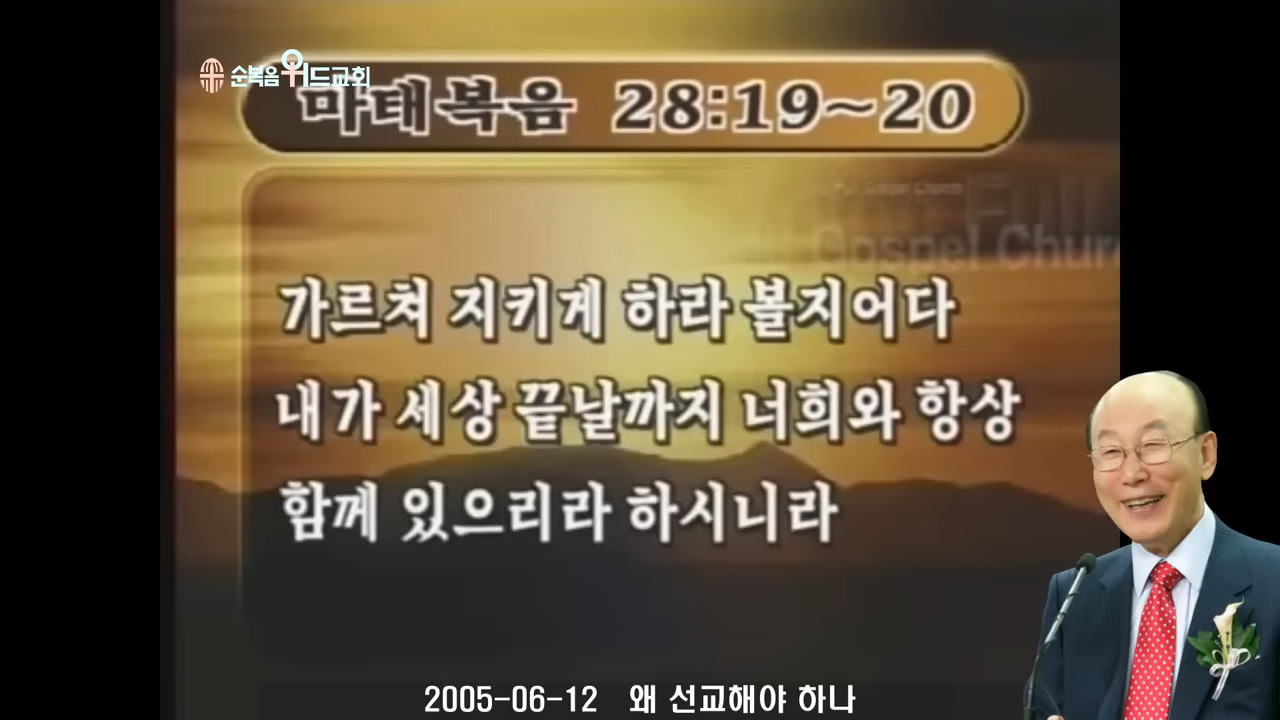 순복음위드교회
마태복음 28:19~20
Full
Gospel Church
가르쳐 지키게 하라 볼지어다
내가 세상 끝날까지 너희와 항상
함께 있으리라 하시니라
2005-06-12 왜 선교해야 하나